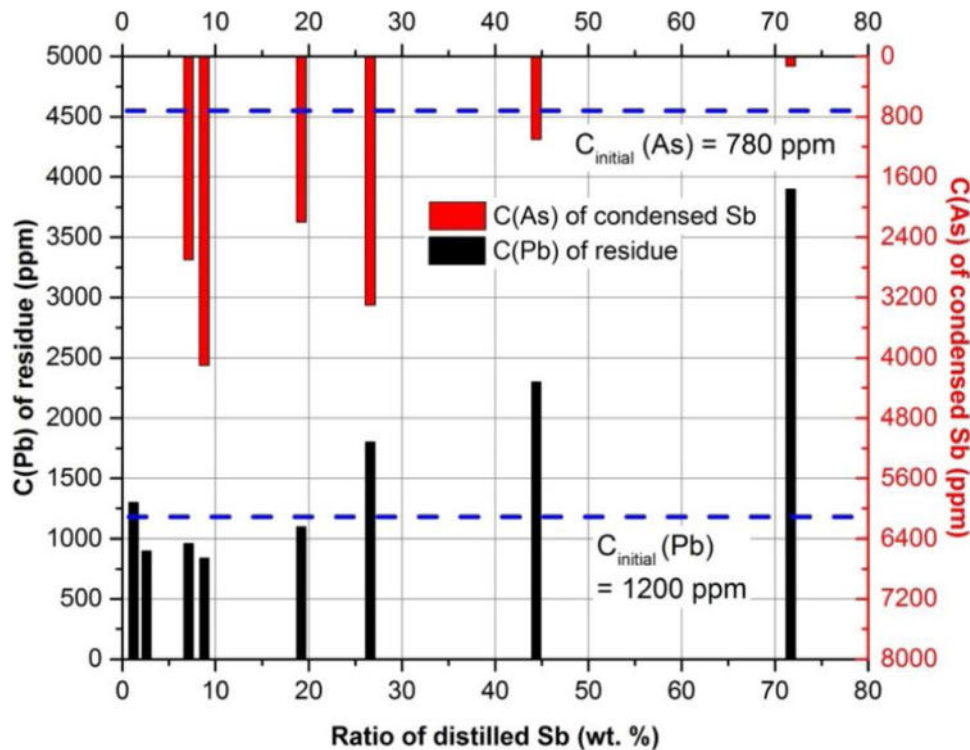 0 10 20 30 40 50 60 70 80
5000
4500
4000
3500
3000
2500
2000
1500
1000
500
0
C(Pb) of residue (ppm)
C_initial (As) = 780 ppm
C(As) of condensed Sb
C(Pb) of residue
C_initial (Pb)
= 1200 ppm
0
800
1600
2400
3200
4000
4800
5600
6400
7200
8000
C(As) of condensed Sb (ppm)
0 10 20 30 40 50 60 70 80
Ratio of distilled Sb (wt. %)